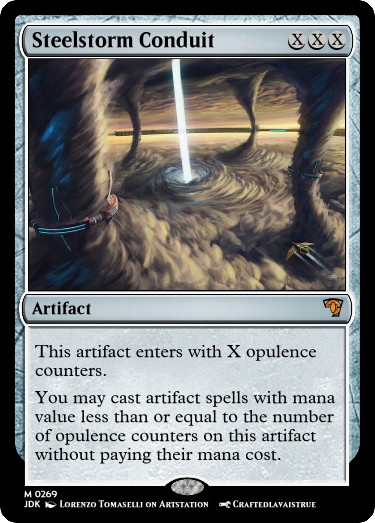 Steelstorm Conduit XXX
Artifact
This artifact enters with X opulence
counters.
You may cast artifact spells with mana
value less than or equal to the number
of opulence counters on this artifact
without paying their mana cost.
M 0269
JDK Lorenzo Tomaselli on Artstation Craftedlavaistrue